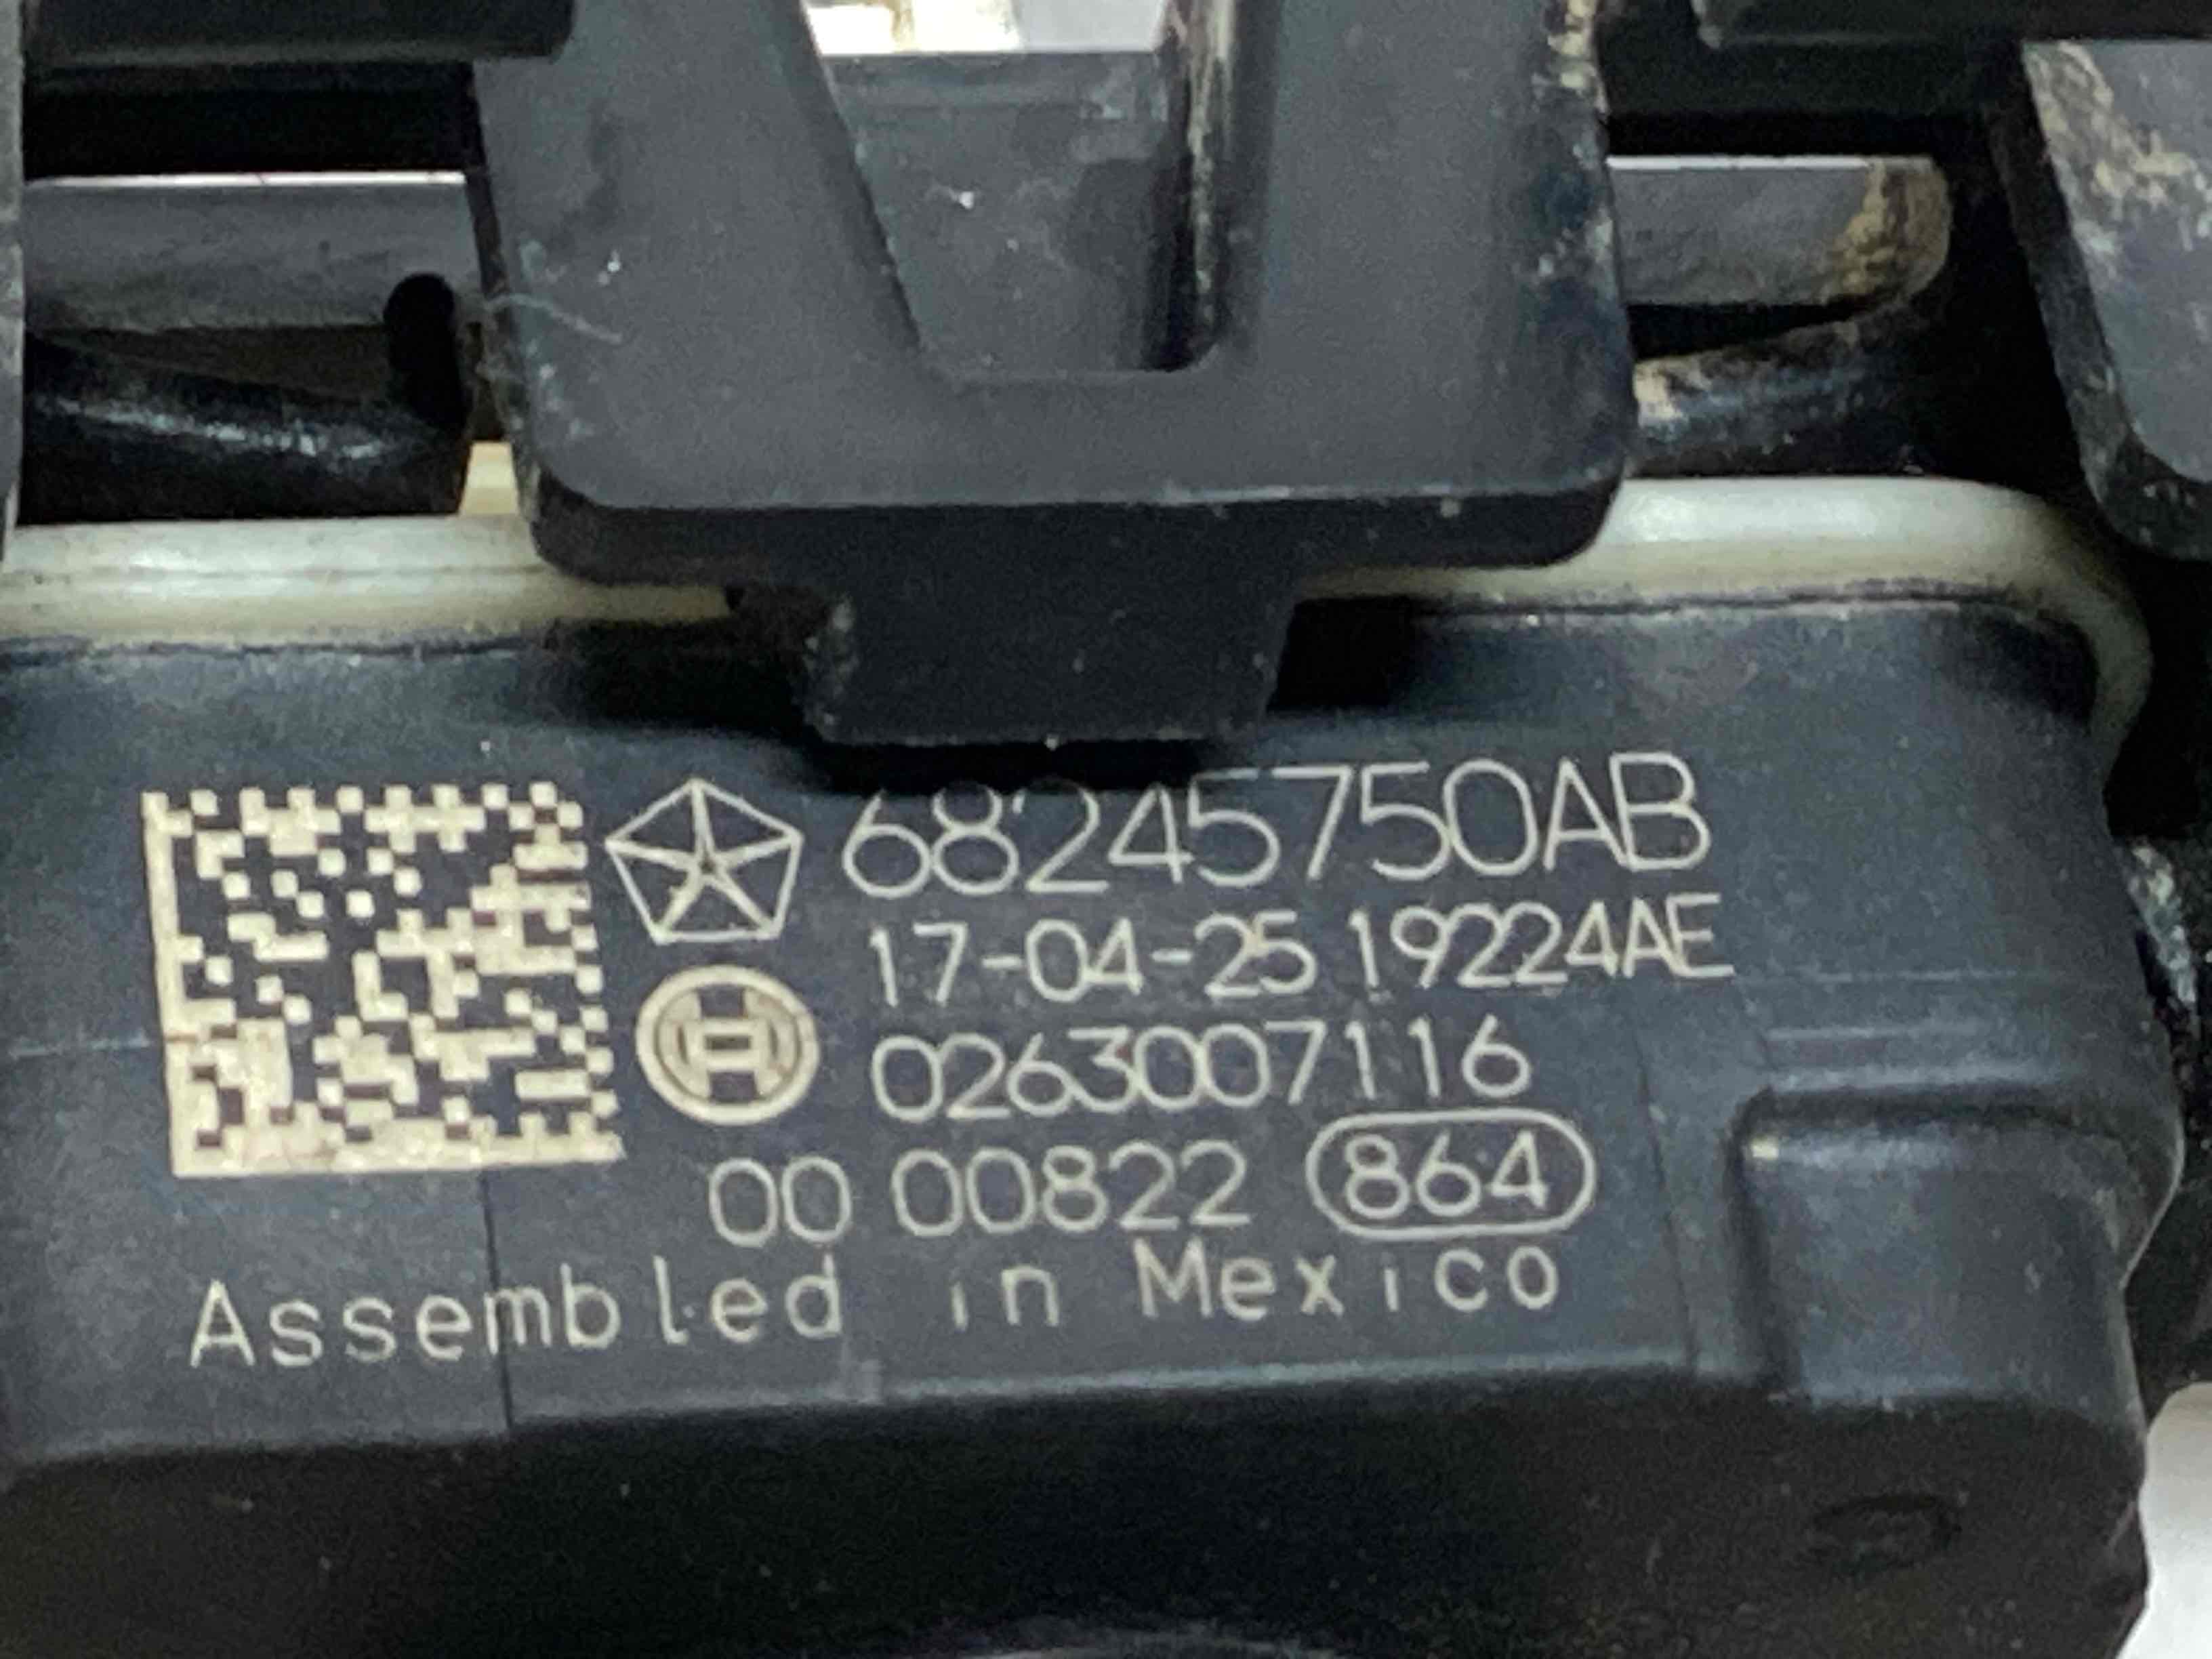 68245750AB
17-04-25 19224AE
0263007116
00 00822 864
Assembled in Mexico